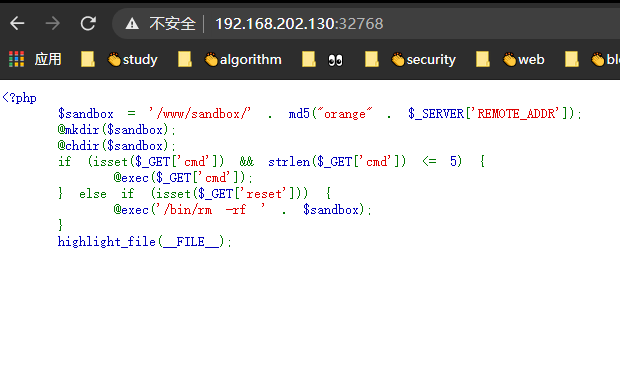 不安全 192.168.202.130:32768
应用 study algorithm security web blo
<?php
$sandbox = '/www/sandbox/' . md5("orange" . $_SERVER['REMOTE_ADDR']);
@mkdir($sandbox);
@chdir($sandbox);
if (isset($_GET['cmd']) && strlen($_GET['cmd']) <= 5) {
@exec($_GET['cmd']);
} else if (isset($_GET['reset'])) {
@exec('/bin/rm -rf ' . $sandbox);
}
highlight_file(__FILE__);